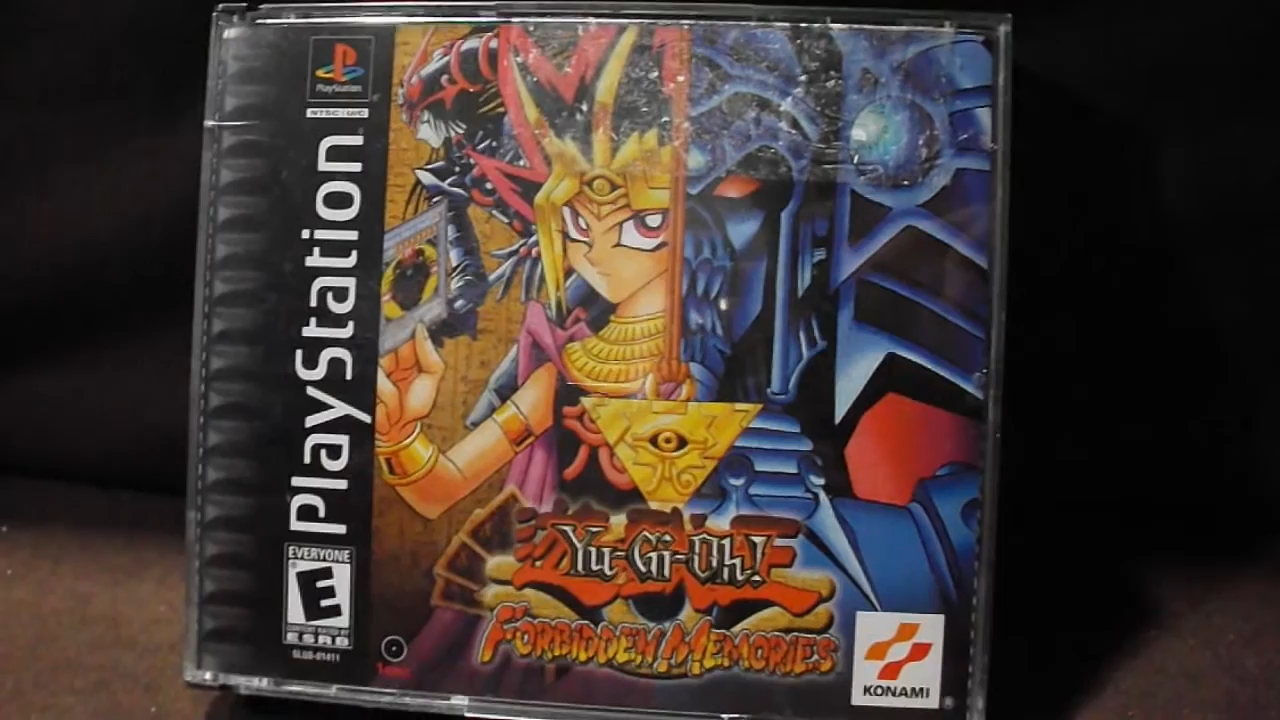 PlayStation
NTSC U/C
PlayStation
EVERYONE
E
CONTENT RATED BY
ESRB
SLUS-01411
Yu-Gi-Oh!
FORBIDDEN MEMORIES
KONAMI